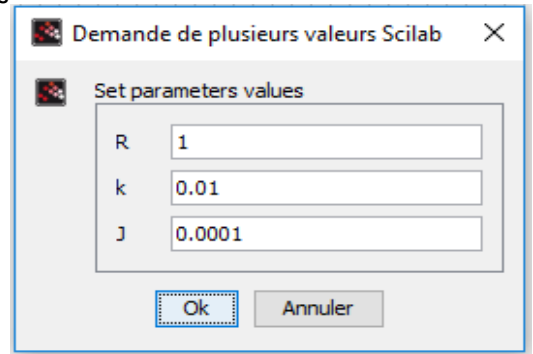 Demande de plusieurs valeurs Scilab
Set parameters values
R 1
k 0.01
J 0.0001
Ok Annuler